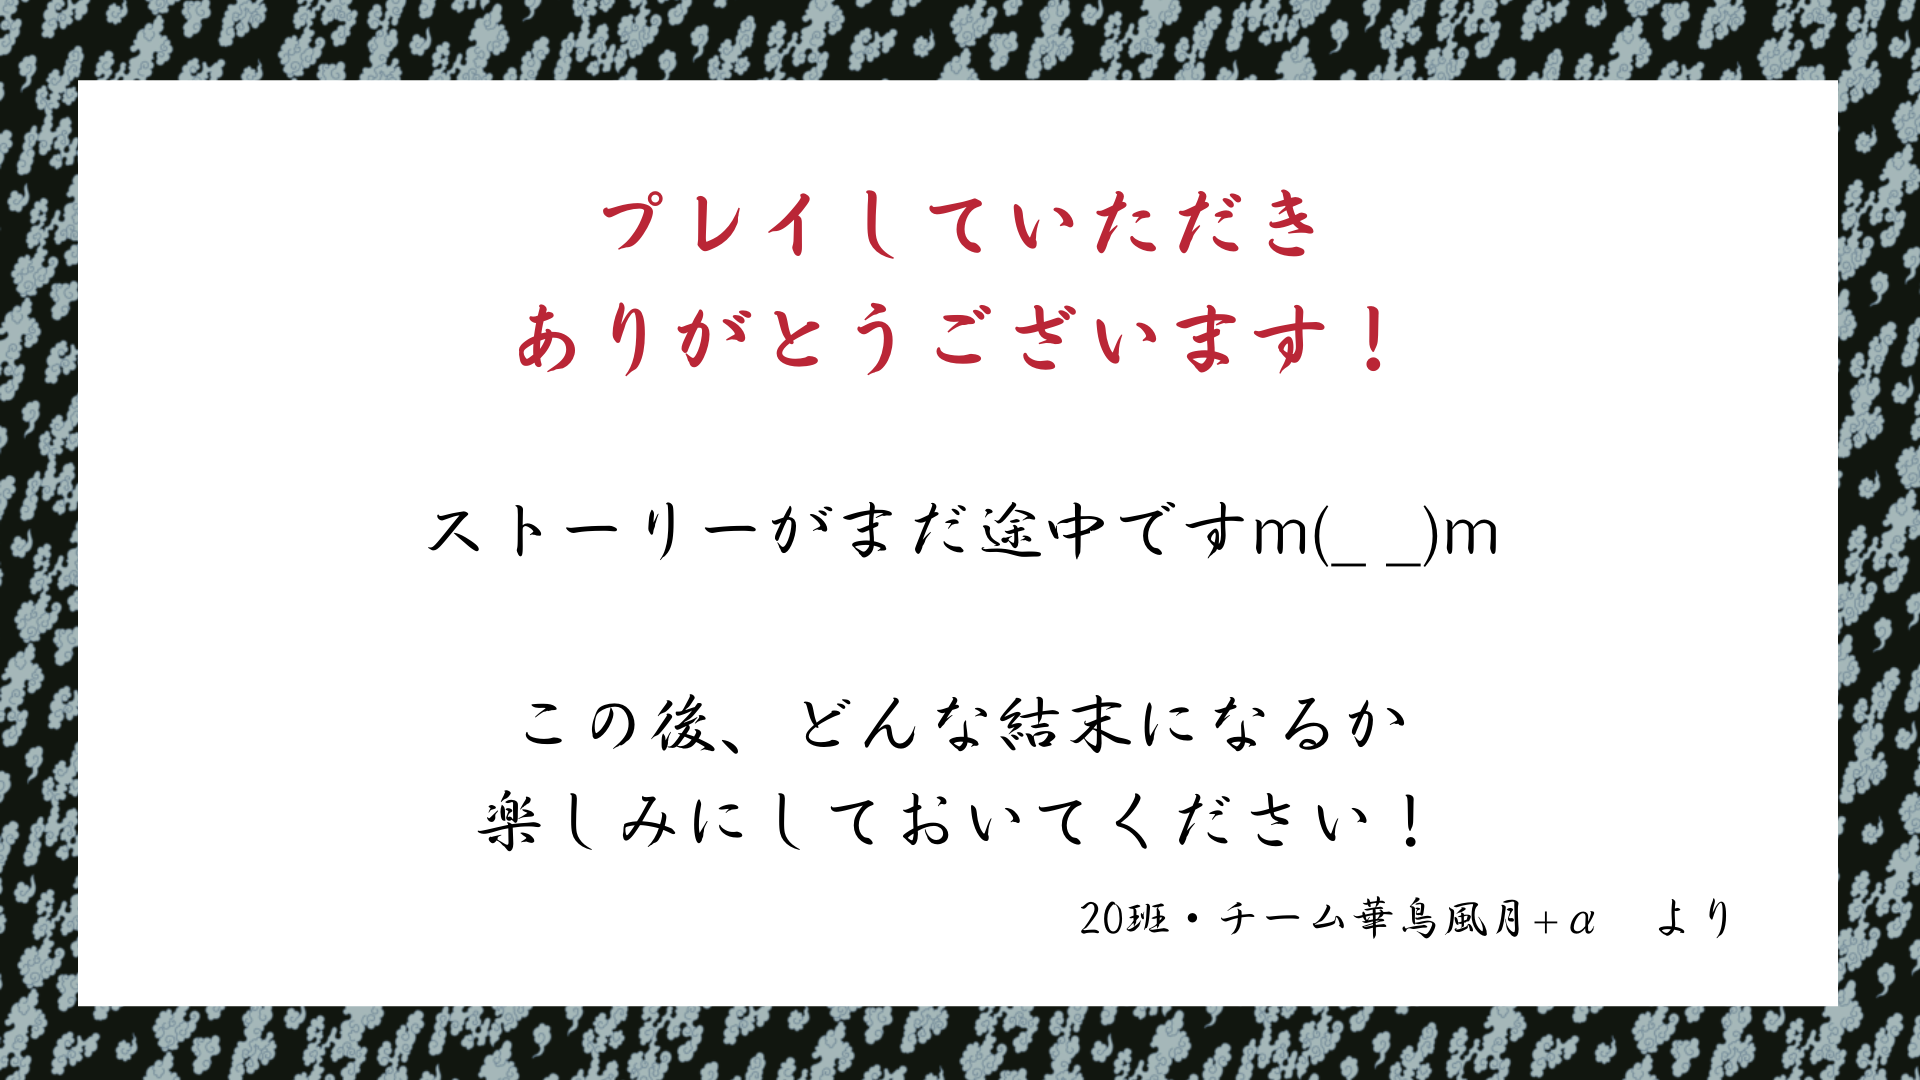 プレイしていただき
ありがとうございます！
ストーリーがまだ途中ですm(_ _)m
この後、どんな結末になるか
楽しみにしておいてください！
20班・チーム華鳥風月+α　より